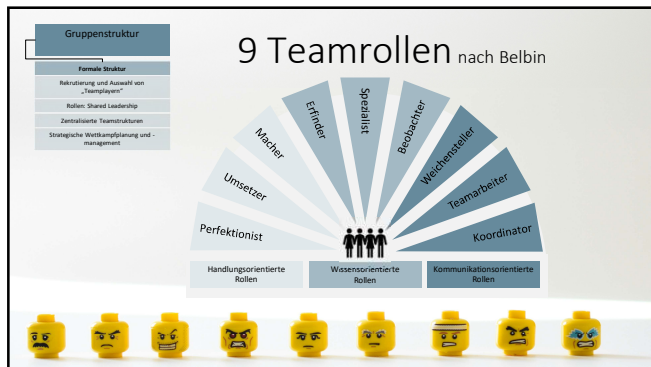 Gruppenstruktur
Formale Struktur
Rekrutierung und Auswahl von
„Teamplayern“
Rollen: Shared Leadership
Zentralisierte Teamstrukturen
Strategische Wettkampfplanung und -
management
9 Teamrollen nach Belbin
Perfektionist
Umsetzer
Macher
Erfinder
Spezialist
Beobachter
Weichensteller
Teamarbeiter
Koordinator
Handlungsorientierte
Rollen
Wissensorientierte
Rollen
Kommunikationsorientierte
Rollen